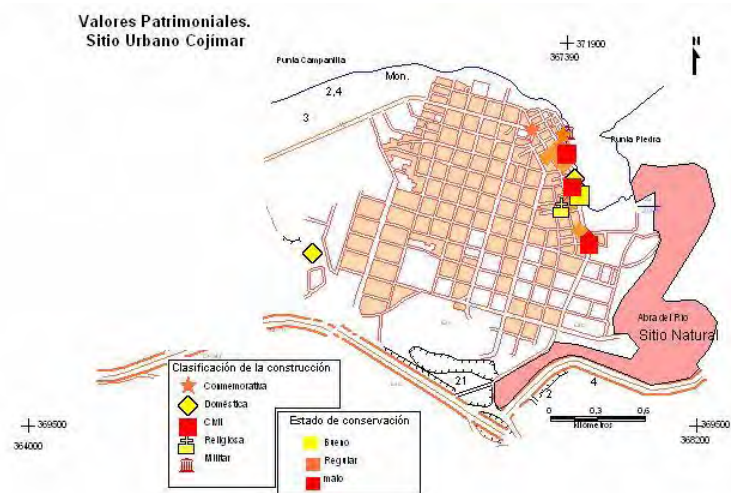 Valores Patrimoniales.
Sitio Urbano Cojímar
371900
367390
N
Punta Campanilla
Mon.
2,4
3
Punta Piedra
Abra del Rio
Sitio Natural
21
2
4
Clasificación de la construcción
Conmemorativa
Doméstica
Civil
Religiosa
Militar
Estado de conservación
Bueno
Regular
malo
0 0,3 0,6
kilómetros
369500
364000
369500
368200